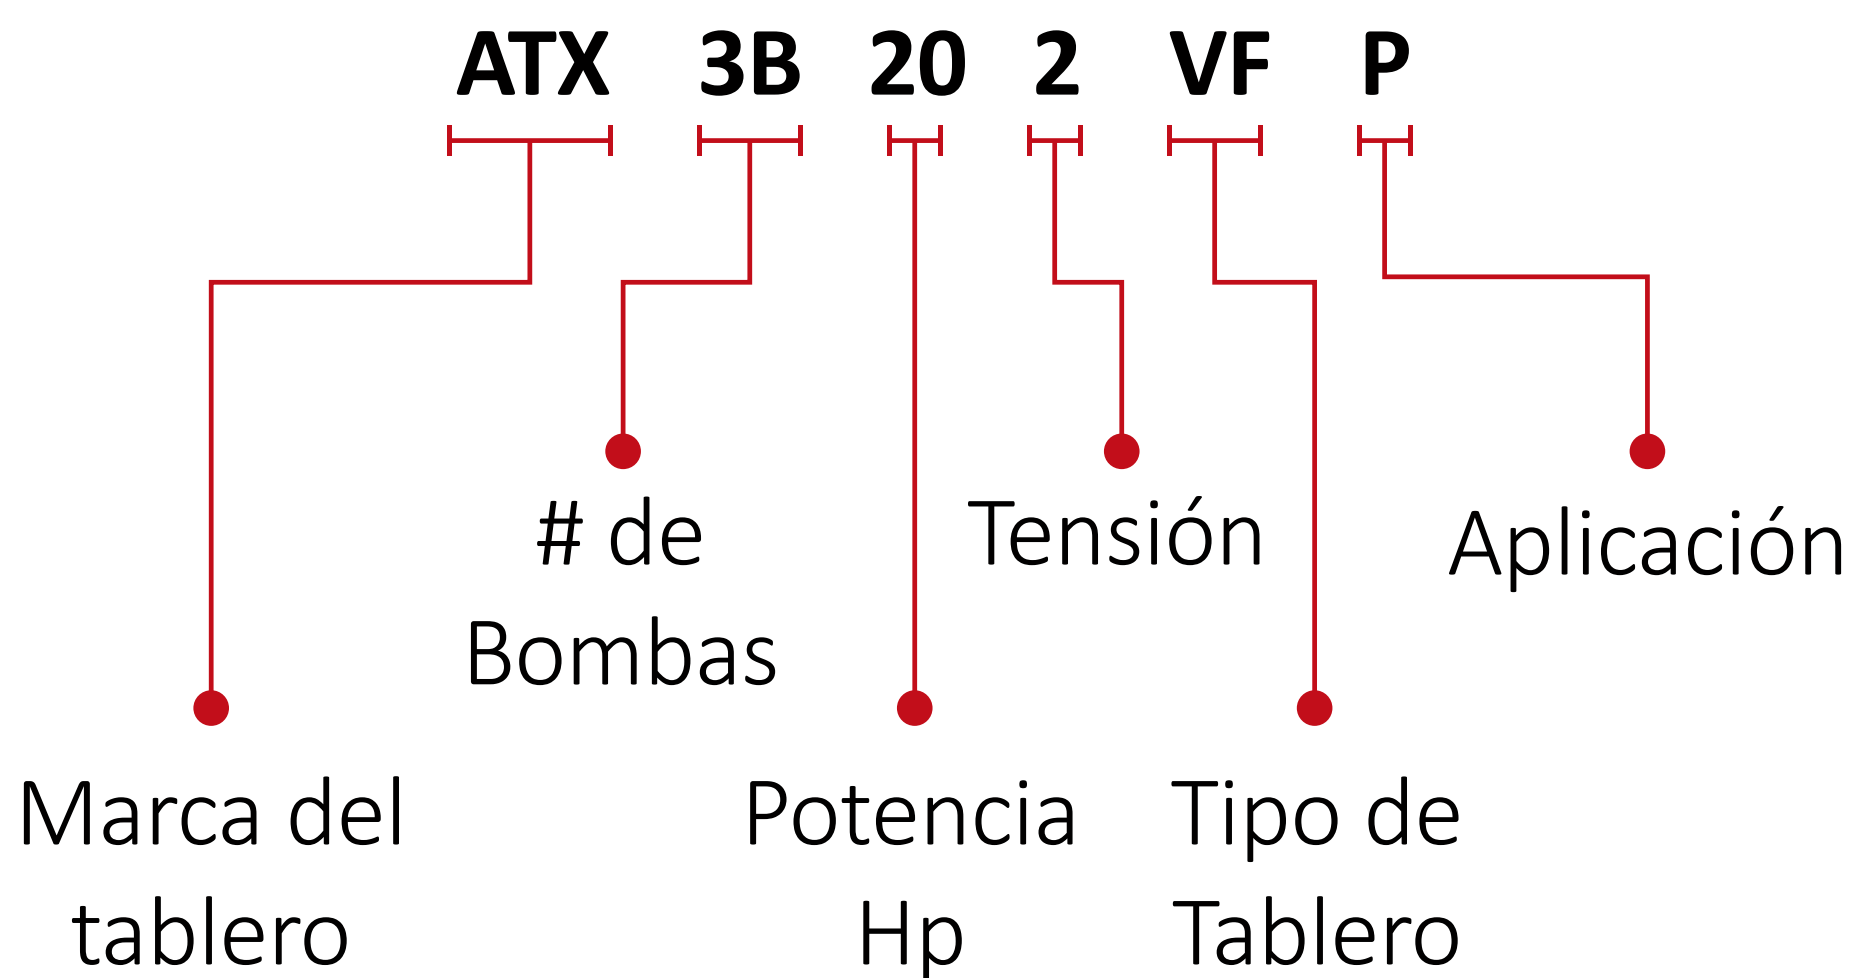 ATX 3B 20 2 VF P
# de
Bombas
Tensión
Aplicación
Marca del
tablero
Potencia
Hp
Tipo de
Tablero